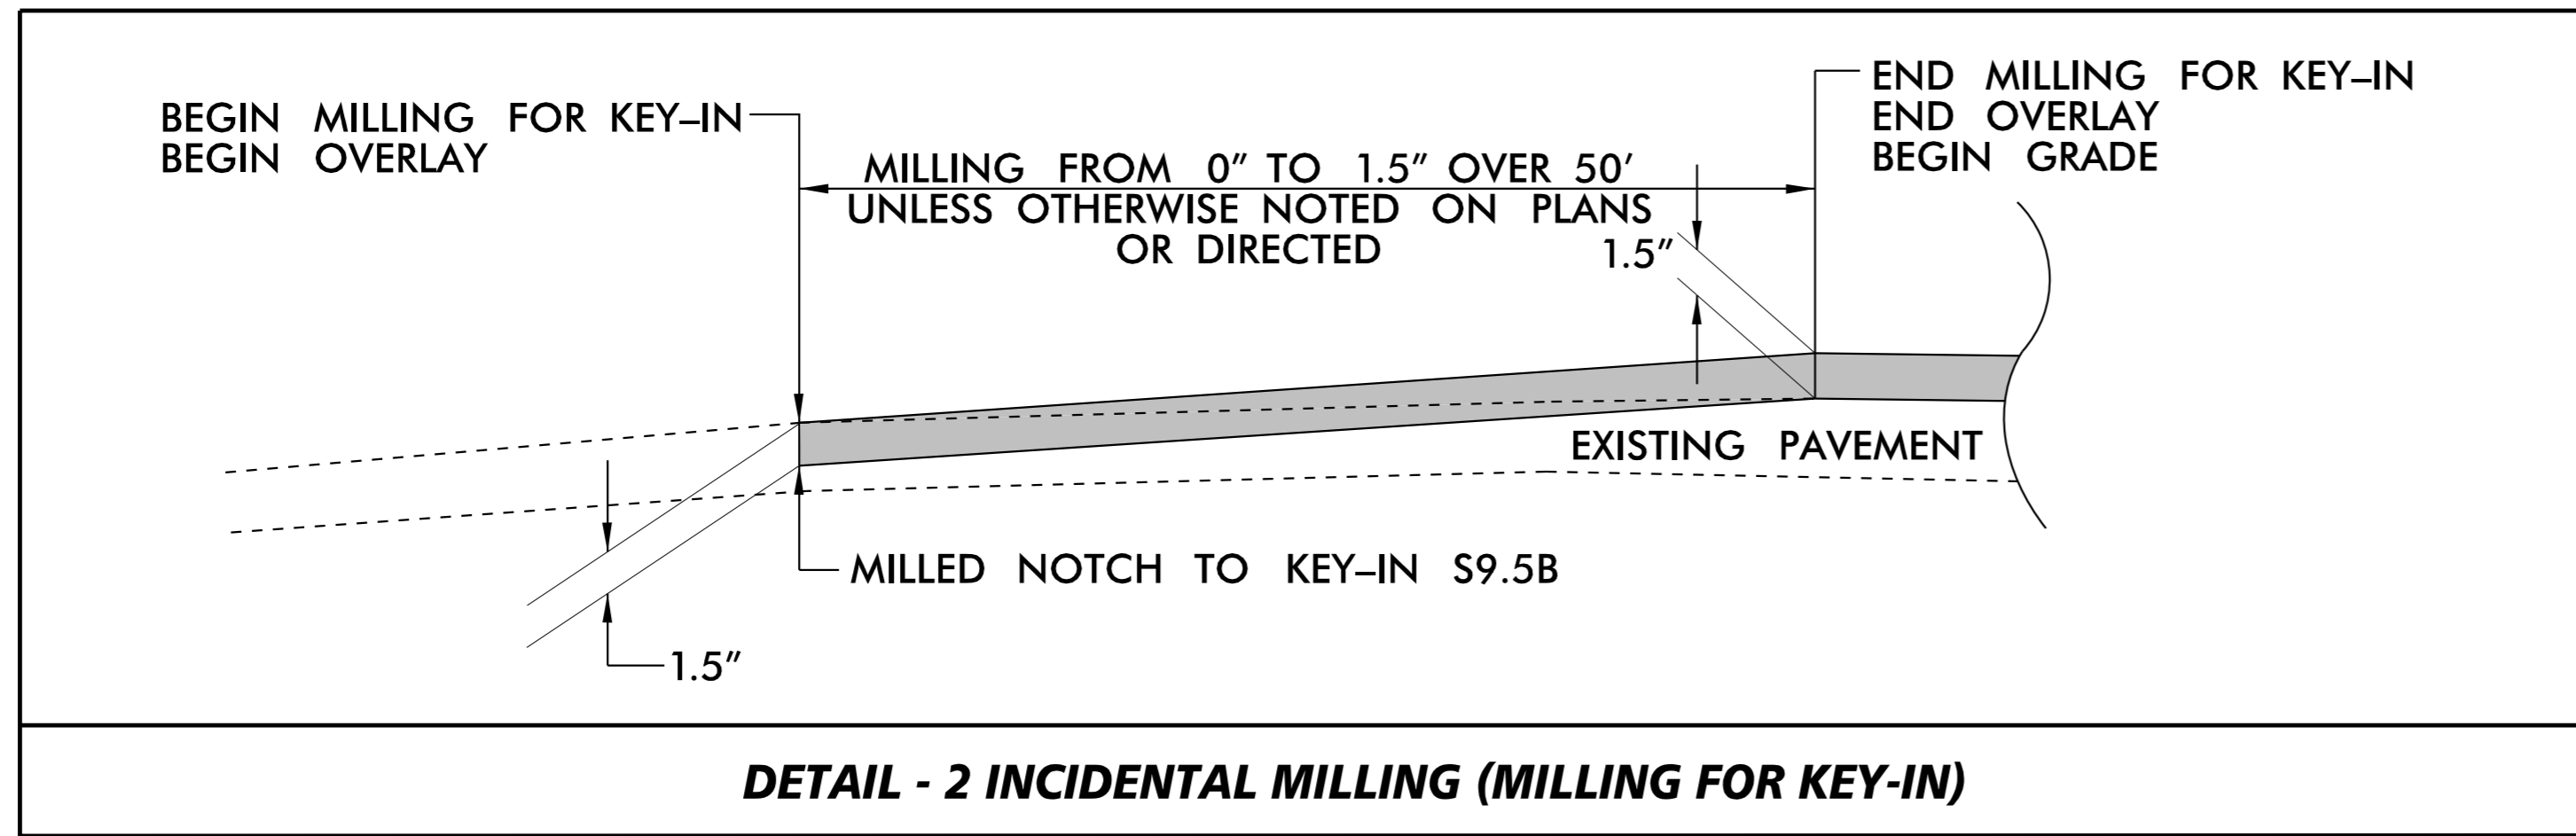 BEGIN MILLING FOR KEY–IN
BEGIN OVERLAY
END MILLING FOR KEY–IN
END OVERLAY
BEGIN GRADE
MILLING FROM 0″ TO 1.5″ OVER 50′
UNLESS OTHERWISE NOTED ON PLANS
OR DIRECTED
1.5″
EXISTING PAVEMENT
MILLED NOTCH TO KEY–IN S9.5B
1.5″
DETAIL - 2 INCIDENTAL MILLING (MILLING FOR KEY-IN)